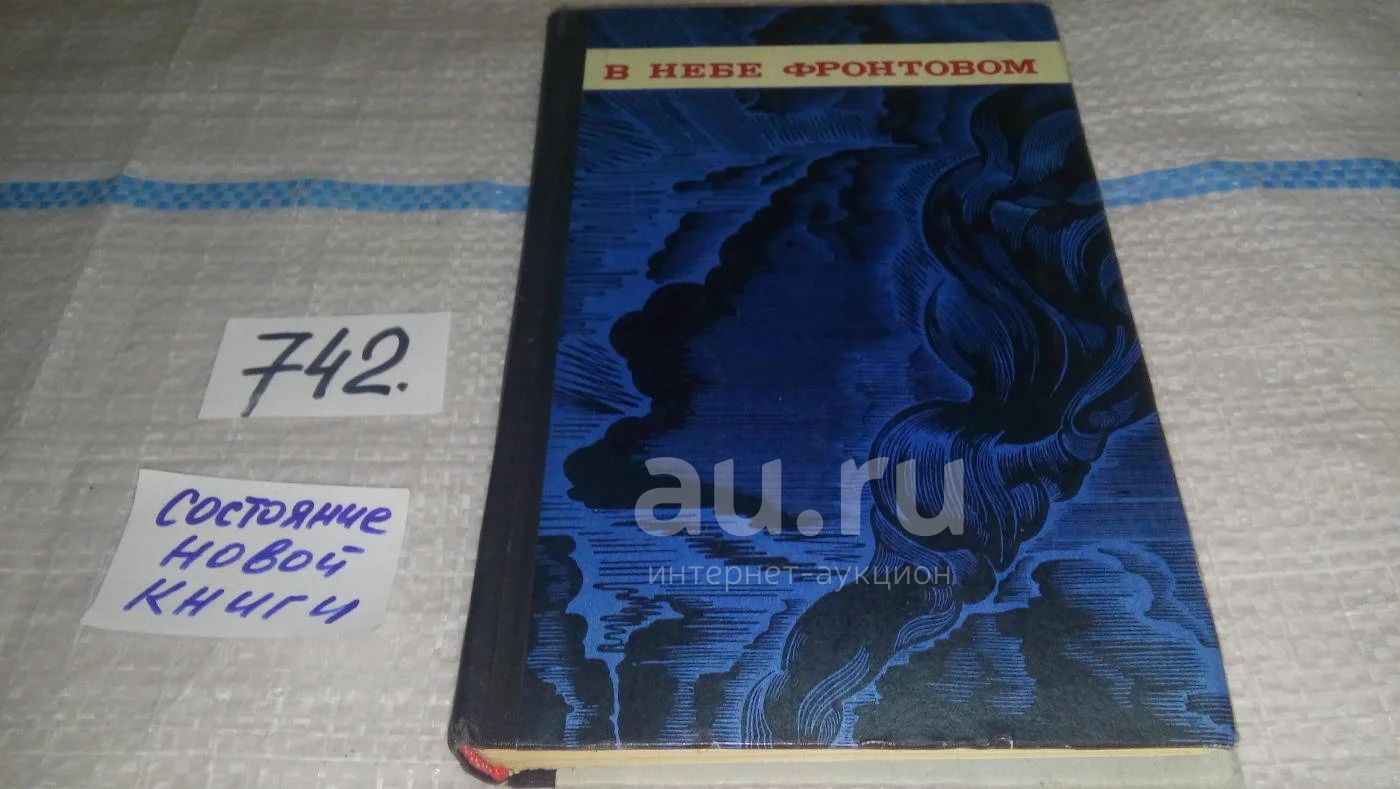 В НЕБЕ ФРОНТОВОМ
742.
СОСТОЯНИЕ
НОВОЙ
КНИГИ
au.ru
интернет-аукцион